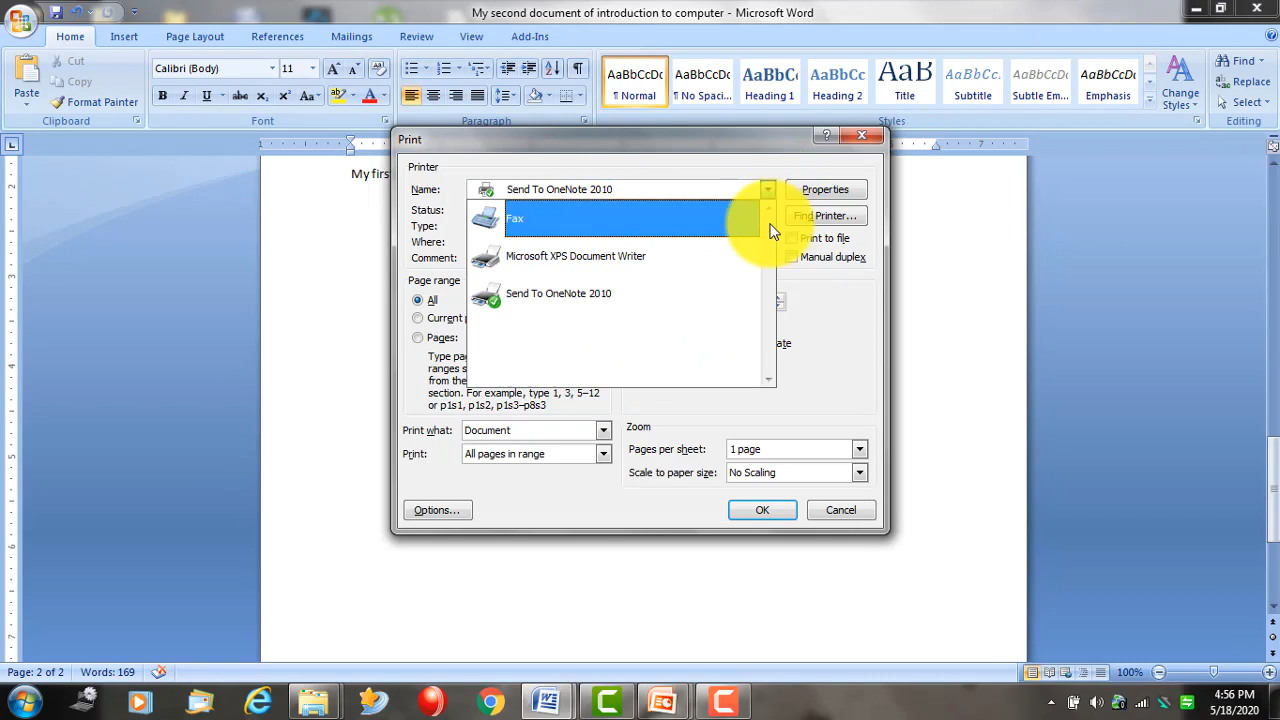 My second document of introduction to computer - Microsoft Word
Home Insert Page Layout References Mailings Review View Add-Ins
Paste
Cut
Copy
Format Painter
Clipboard
Calibri (Body) 11
B I U abc x₂ x² Aa A
Font
Paragraph
AaBbCcDc AaBbCcDc AaBbC AaBbCc AaB AaBbCc. AaBbCcDc AaBbCcDc
¶ Normal ¶ No Spaci... Heading 1 Heading 2 Title Subtitle Subtle Em... Emphasis
Change Styles
Styles
Find
Replace
Select
Editing
My first
Print
Printer
Name: Send To OneNote 2010 Properties
Status: Fax Find Printer...
Type:
Where: Print to file
Comment: Microsoft XPS Document Writer Manual duplex
Send To OneNote 2010
Page range
All
Current p
Pages:
ate
Type pag
ranges s
from the
section. For example, type 1, 3, 5–12
or p1s1, p1s2, p1s3–p8s3
Print what: Document
Print: All pages in range
Zoom
Pages per sheet: 1 page
Scale to paper size: No Scaling
Options... OK Cancel
Page: 2 of 2 Words: 169 100%
4:56 PM
5/18/2020